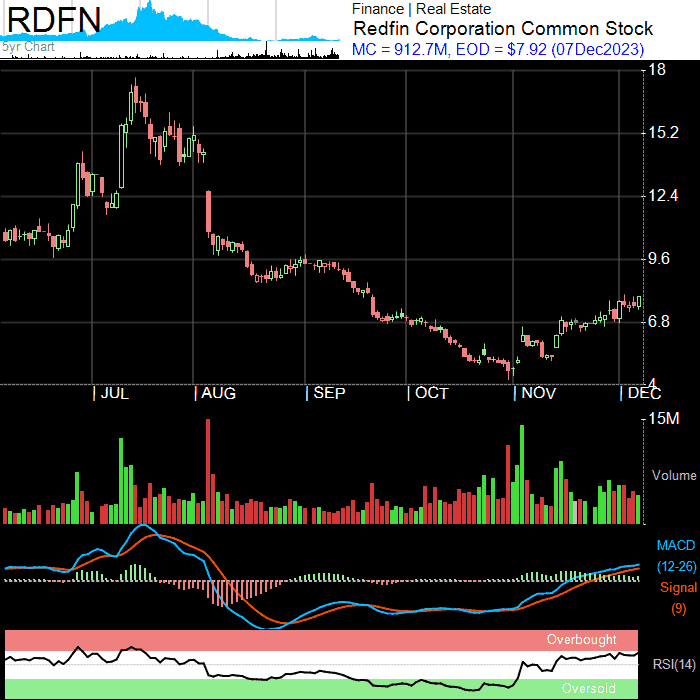 RDFN
5yr Chart
Finance | Real Estate
Redfin Corporation Common Stock
MC = 912.7M, EOD = $7.92 (07Dec2023)
18
15.2
12.4
9.6
6.8
4
| JUL | AUG | SEP | OCT | NOV | DEC
15M
Volume
MACD
(12-26)
Signal
(9)
Overbought
RSI(14)
Oversold